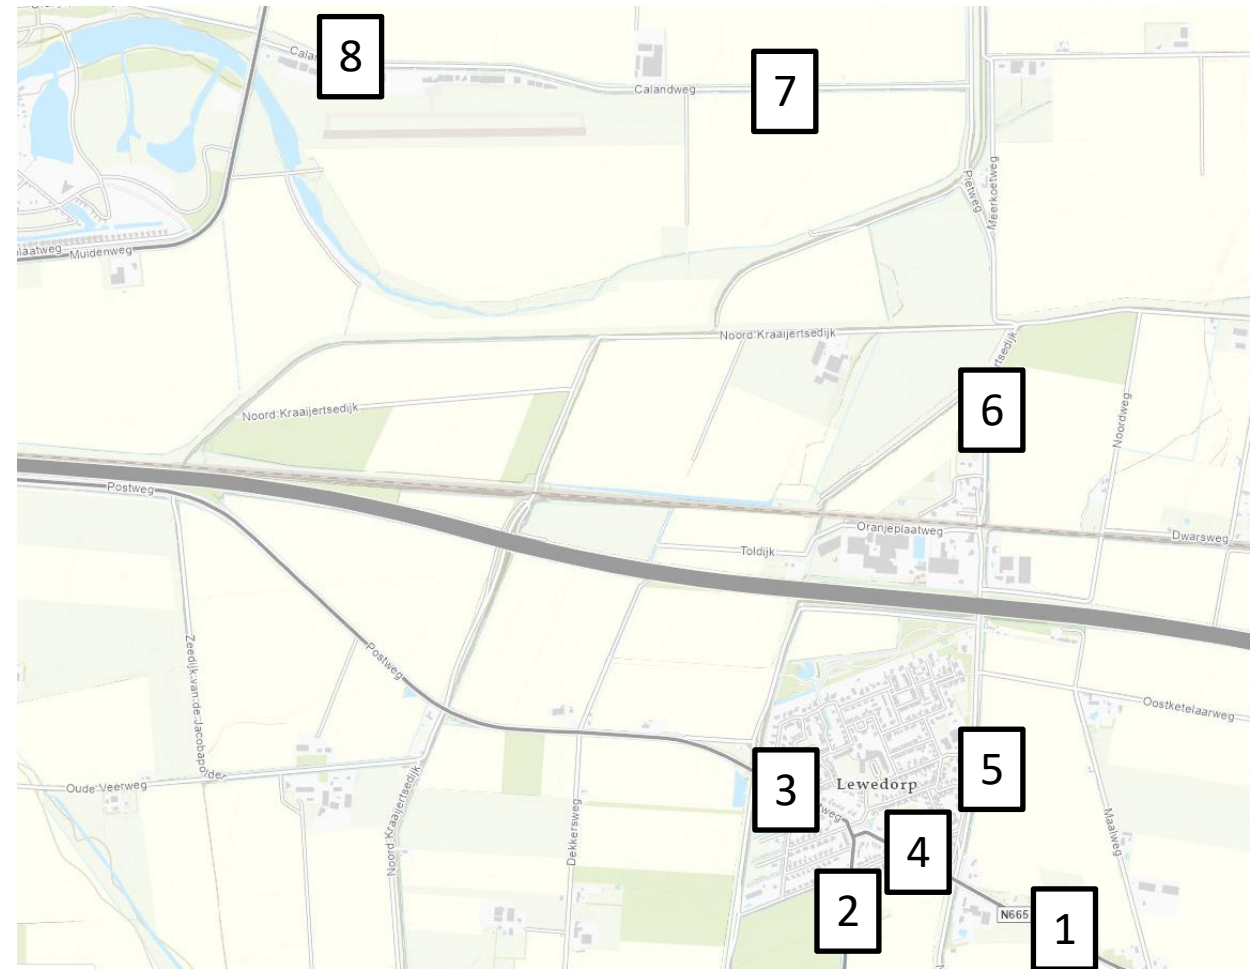 8
7
Calandweg
Pietweg
Meerkoetweg
Muidenweg
Noord Kraaijertsedijk
6
Noord Kraaijertsedijk
Noordweg
Postweg
Oranjeplaatweg
Dwarsweg
Toldijk
Zeedijk van de Jacobapolder
Postweg
Oostketelaarweg
5
3
Lewedorp
Oude Veerweg
Noord Kraaijertsedijk
Dekkersweg
Maalweg
4
2
N665
1